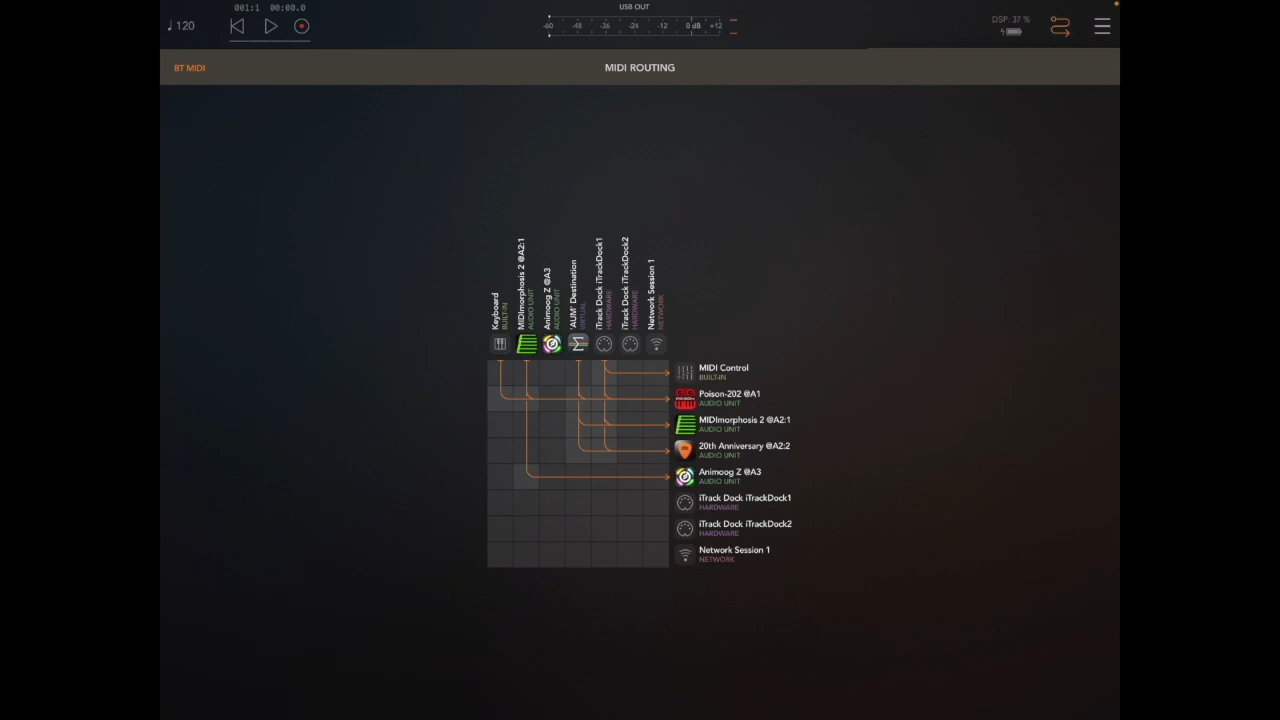 001:1 00:00.0
♩120
USB OUT
-60 -48 -36 -24 -12 0 dB +12
DSP: 37 %
BT MIDI
MIDI ROUTING
Keyboard
BUILT-IN
MIDImorphosis 2 @A2:1
AUDIO UNIT
Animoog Z @A3
AUDIO UNIT
'AUM' Destination
VIRTUAL
iTrack Dock iTrackDock1
HARDWARE
iTrack Dock iTrackDock2
HARDWARE
Network Session 1
NETWORK
MIDI Control
BUILT-IN
POISON
Poison-202 @A1
AUDIO UNIT
MIDImorphosis 2 @A2:1
AUDIO UNIT
20th Anniversary @A2:2
AUDIO UNIT
Animoog Z @A3
AUDIO UNIT
iTrack Dock iTrackDock1
HARDWARE
iTrack Dock iTrackDock2
HARDWARE
Network Session 1
NETWORK